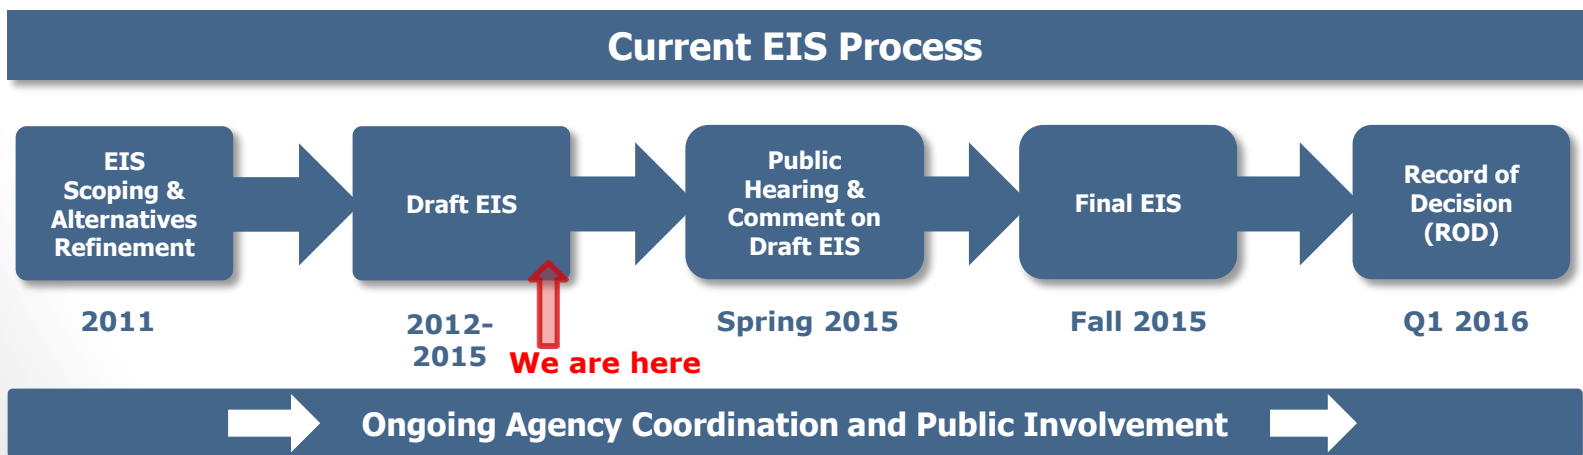 Current EIS Process
EIS
Scoping &
Alternatives
Refinement
Draft EIS
Public
Hearing &
Comment on
Draft EIS
Final EIS
Record of
Decision
(ROD)
2011
2012-
2015
Spring 2015
Fall 2015
Q1 2016
We are here
Ongoing Agency Coordination and Public Involvement